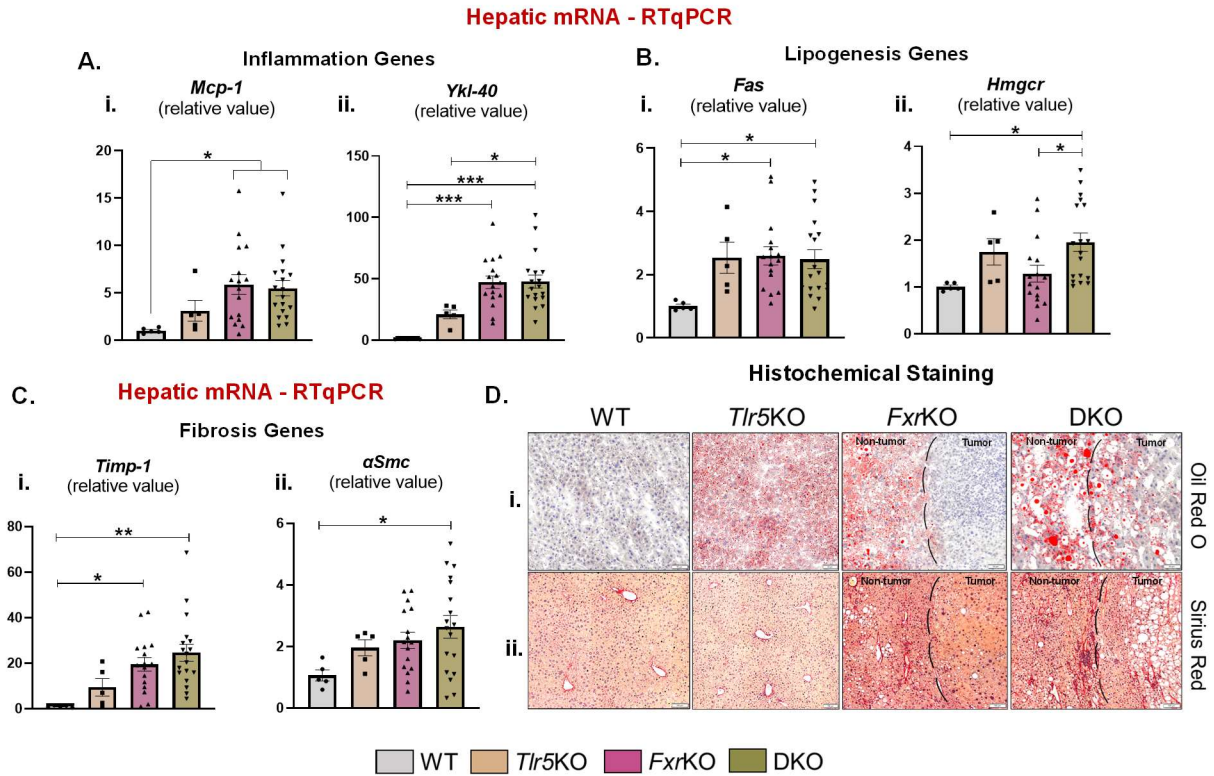 Hepatic mRNA - RTqPCR
A.
Inflammation Genes
i.
Mcp-1
(relative value)
20
15
10
5
0
*
ii.
Ykl-40
(relative value)
150
100
50
0
*
***
***
B.
Lipogenesis Genes
i.
Fas
(relative value)
6
4
2
0
*
*
ii.
Hmgcr
(relative value)
4
3
2
1
0
*
*
C.
Hepatic mRNA - RTqPCR
Fibrosis Genes
i.
Timp-1
(relative value)
80
60
40
20
0
**
*
ii.
αSmc
(relative value)
6
4
2
0
*
Histochemical Staining
D.
WT
Tlr5KO
FxrKO
DKO
i.
Non-tumor
Tumor
Non-tumor
Tumor
Oil Red O
ii.
Non-tumor
Tumor
Non-tumor
Tumor
Sirius Red
WT
Tlr5KO
FxrKO
DKO